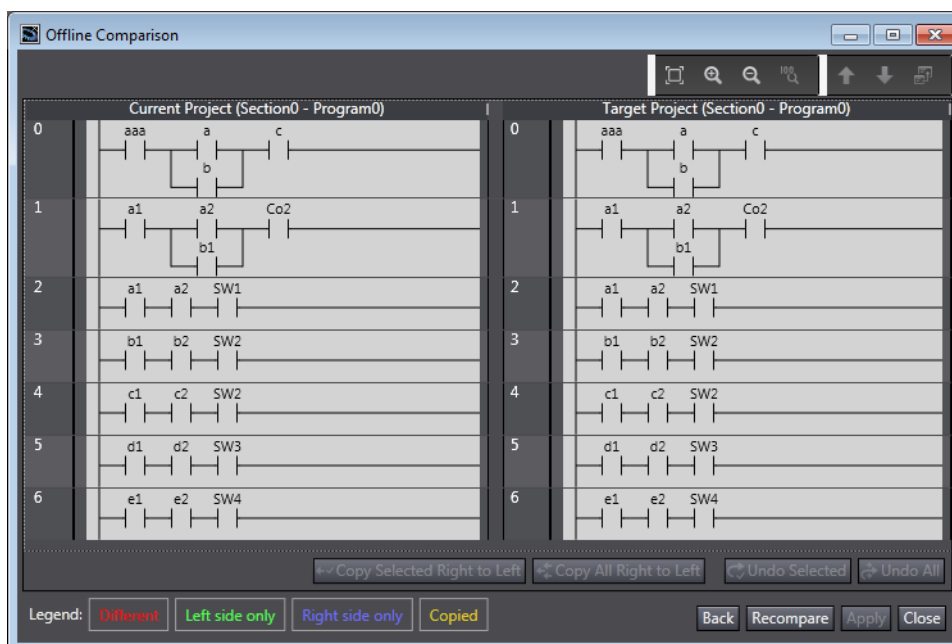 Offline Comparison
100
Current Project (Section0 - Program0)
Target Project (Section0 - Program0)
0 aaa a c 0 aaa a c
b b
1 a1 a2 Co2 1 a1 a2 Co2
b1 b1
2 a1 a2 SW1 2 a1 a2 SW1
3 b1 b2 SW2 3 b1 b2 SW2
4 c1 c2 SW2 4 c1 c2 SW2
5 d1 d2 SW3 5 d1 d2 SW3
6 e1 e2 SW4 6 e1 e2 SW4
Copy Selected Right to Left Copy All Right to Left Undo Selected Undo All
Legend: Different Left side only Right side only Copied Back Recompare Apply Close